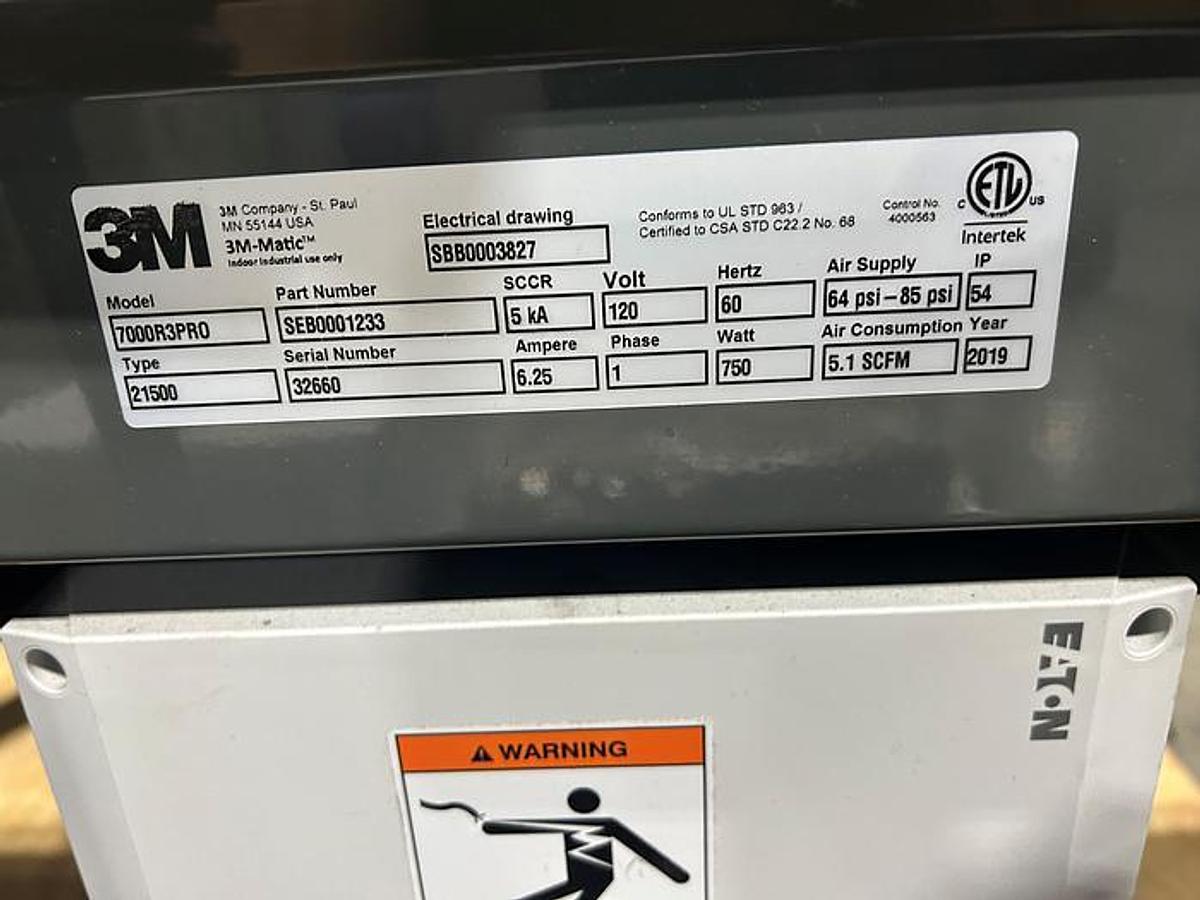 3M
3M Company - St. Paul
MN 55144 USA
3M-Matic™
Indoor Industrial use only
Electrical drawing
SBB0003827
Conforms to UL STD 963 /
Certified to CSA STD C22.2 No. 68
Control No.
4000563
C ETL US
Intertek
Model
7000R3PRO
Part Number
SEB0001233
SCCR
5 kA
Volt
120
Hertz
60
Air Supply
64 psi – 85 psi
IP
54
Type
21500
Serial Number
32660
Ampere
6.25
Phase
1
Watt
750
Air Consumption
5.1 SCFM
Year
2019
EATON
WARNING